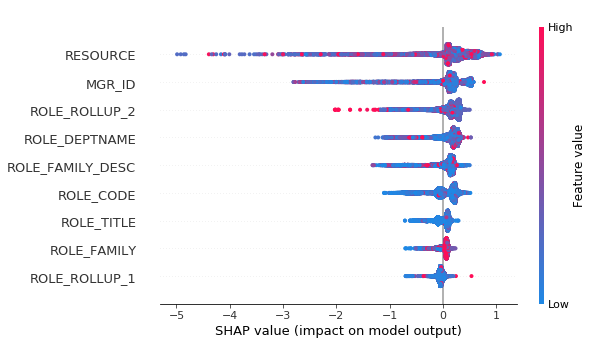 High
RESOURCE
MGR_ID
ROLE_ROLLUP_2
ROLE_DEPTNAME
ROLE_FAMILY_DESC
ROLE_CODE
ROLE_TITLE
ROLE_FAMILY
ROLE_ROLLUP_1
Feature value
Low
−5 −4 −3 −2 −1 0 1
SHAP value (impact on model output)